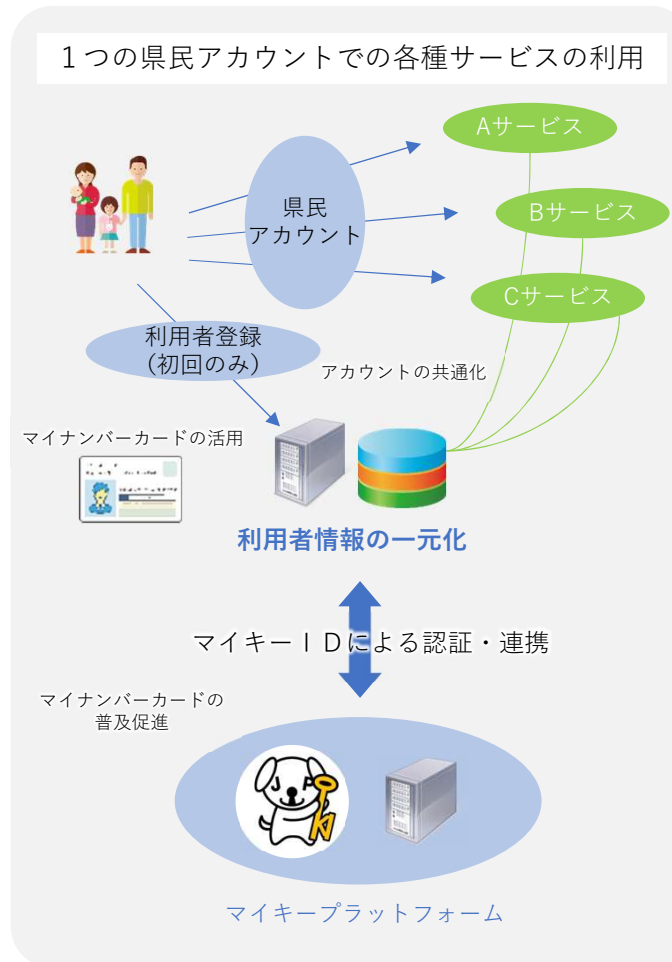 １つの県民アカウントでの各種サービスの利用
Aサービス
県民
アカウント
Bサービス
Cサービス
利用者登録
(初回のみ)
アカウントの共通化
マイナンバーカードの活用
利用者情報の一元化
マイキーＩＤによる認証・連携
マイナンバーカードの
普及促進
JPKI
マイキープラットフォーム